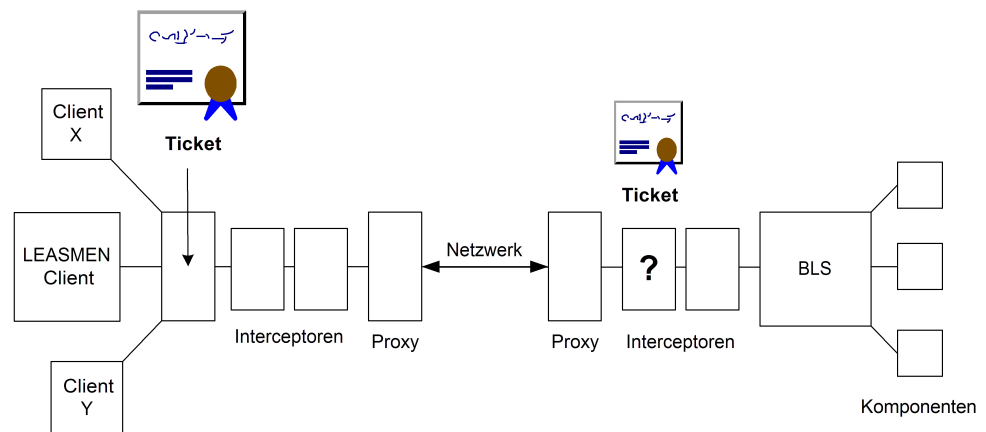 Client
X
Ticket
Ticket
LEASMEN
Client
Netzwerk
?
BLS
Interceptoren
Proxy
Proxy
Interceptoren
Client
Y
Komponenten